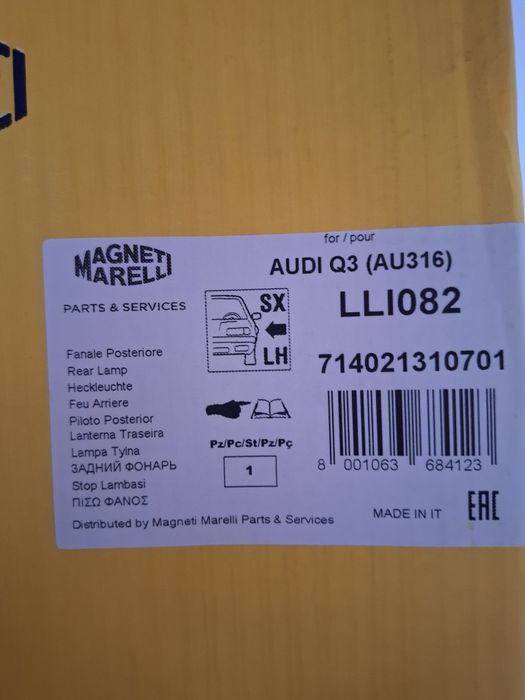 for / pour
MAGNETI
MARELLI
AUDI Q3 (AU316)
PARTS & SERVICES
SX
LH
LLI082
714021310701
Fanale Posteriore
Rear Lamp
Heckleuchte
Feu Arriere
Piloto Posterior
Lanterna Traseira
Lampa Tylna
ЗАДНИЙ ФОНАРЬ
Stop Lambasi
ΠΙΣΩ ΦΑΝΟΣ
Pz/Pc/St/Pz/Pç
1
8 001063 684123
Distributed by Magneti Marelli Parts & Services
MADE IN IT
EAC